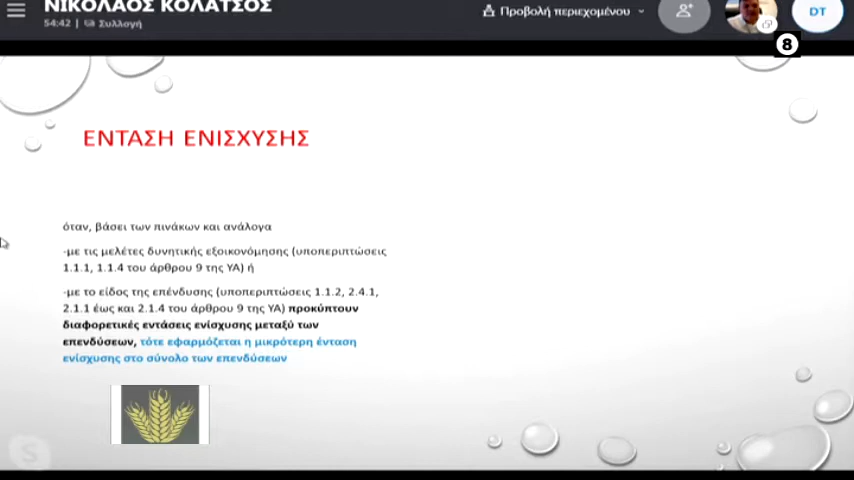 ΝΙΚΟΛΑΟΣ ΚΟΛΑΤΣΟΣ
54:42 | Συλλογή
Προβολή περιεχομένου
DT
8
ΕΝΤΑΣΗ ΕΝΙΣΧΥΣΗΣ
όταν, βάσει των πινάκων και ανάλογα
-με τις μελέτες δυνητικής εξοικονόμησης (υποπεριπτώσεις
1.1.1, 1.1.4 του άρθρου 9 της ΥΑ) ή
-με το είδος της επένδυσης (υποπεριπτώσεις 1.1.2, 2.4.1,
2.1.1 έως και 2.1.4 του άρθρου 9 της ΥΑ) προκύπτουν
διαφορετικές εντάσεις ενίσχυσης μεταξύ των
επενδύσεων, τότε εφαρμόζεται η μικρότερη ένταση
ενίσχυσης στο σύνολο των επενδύσεων